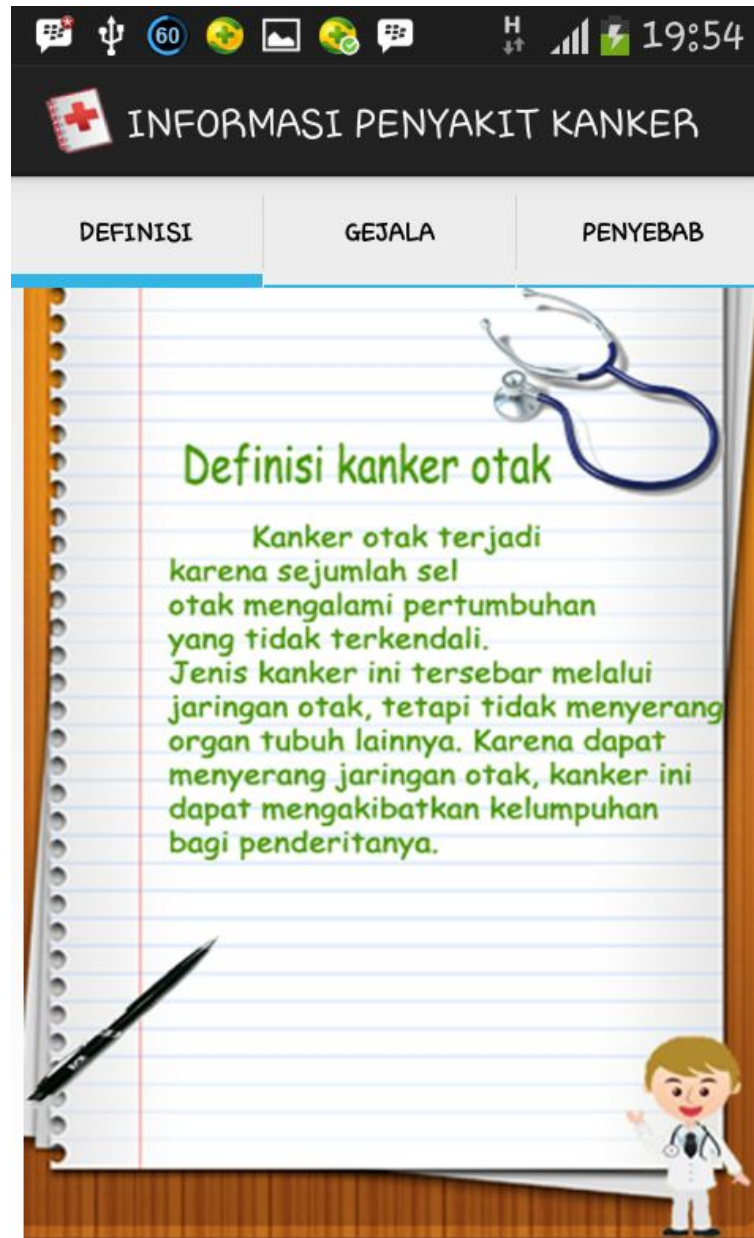 60
H
19:54
INFORMASI PENYAKIT KANKER
DEFINISI
GEJALA
PENYEBAB
Definisi kanker otak
Kanker otak terjadi
karena sejumlah sel
otak mengalami pertumbuhan
yang tidak terkendali.
Jenis kanker ini tersebar melalui
jaringan otak, tetapi tidak menyerang
organ tubuh lainnya. Karena dapat
menyerang jaringan otak, kanker ini
dapat mengakibatkan kelumpuhan
bagi penderitanya.